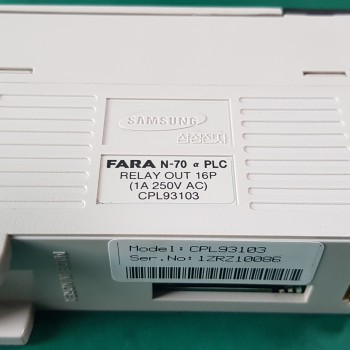 SAMSUNG
삼성전자
FARA N-70 α PLC
RELAY OUT 16P
(1A 250V AC)
CPL93103
Model: CPL93103
Ser.No: 1ZRZ10086